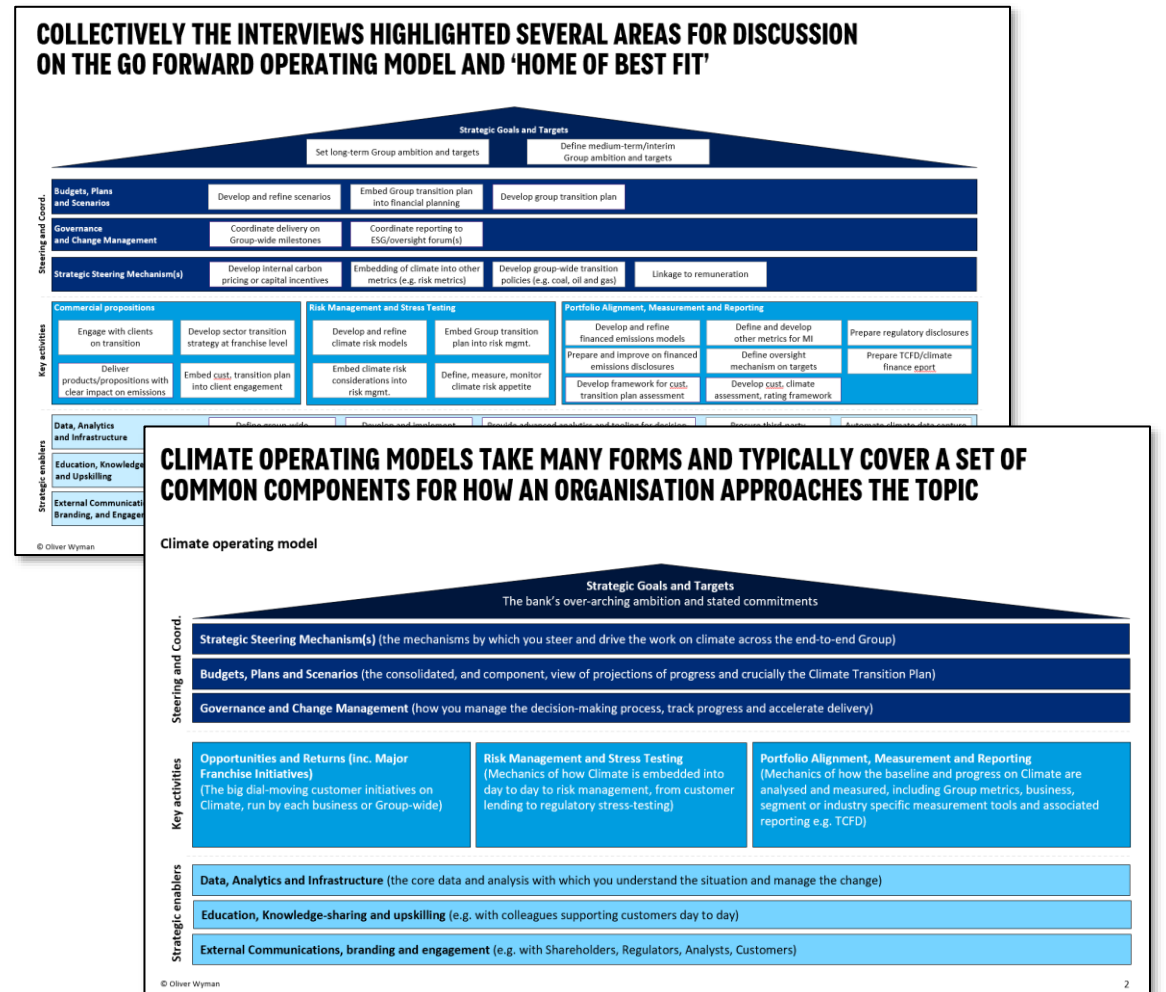 COLLECTIVELY THE INTERVIEWS HIGHLIGHTED SEVERAL AREAS FOR DISCUSSION
ON THE GO FORWARD OPERATING MODEL AND ‘HOME OF BEST FIT’
Strategic Goals and Targets
Set long-term Group ambition and targets
Define medium-term/interim
Group ambition and targets
Steering and Coord.
Budgets, Plans
and Scenarios
Develop and refine scenarios
Embed Group transition plan
into financial planning
Develop group transition plan
Governance
and Change Management
Coordinate delivery on
Group-wide milestones
Coordinate reporting to
ESG/oversight forum(s)
Strategic Steering Mechanism(s)
Develop internal carbon
pricing or capital incentives
Embedding of climate into other
metrics (e.g. risk metrics)
Develop group-wide transition
policies (e.g. coal, oil and gas)
Linkage to remuneration
Key activities
Commercial propositions
Engage with clients
on transition
Develop sector transition
strategy at franchise level
Deliver
products/propositions with
clear impact on emissions
Embed cust. transition plan
into client engagement
Risk Management and Stress Testing
Develop and refine
climate risk models
Embed Group transition
plan into risk mgmt.
Embed climate risk
considerations into
risk mgmt.
Define, measure, monitor
climate risk appetite
Portfolio Alignment, Measurement and Reporting
Develop and refine
financed emissions models
Define and develop
other metrics for MI
Prepare regulatory disclosures
Prepare and improve on financed
emissions disclosures
Define oversight
mechanism on targets
Prepare TCFD/climate
finance eport
Develop framework for cust.
transition plan assessment
Develop cust. climate
assessment, rating framework
Strategic enablers
Data, Analytics
and Infrastructure
Define group-wide
Develop and implement
Provide advanced analytics and tooling for decision
Procure third-party
Automate climate data capture
Education, Knowledge
and Upskilling
External Communicati
Branding, and Engage
© Oliver Wyman
CLIMATE OPERATING MODELS TAKE MANY FORMS AND TYPICALLY COVER A SET OF
COMMON COMPONENTS FOR HOW AN ORGANISATION APPROACHES THE TOPIC
Climate operating model
Strategic Goals and Targets
The bank’s over-arching ambition and stated commitments
Steering and Coord.
Strategic Steering Mechanism(s) (the mechanisms by which you steer and drive the work on climate across the end-to-end Group)
Budgets, Plans and Scenarios (the consolidated, and component, view of projections of progress and crucially the Climate Transition Plan)
Governance and Change Management (how you manage the decision-making process, track progress and accelerate delivery)
Key activities
Opportunities and Returns (inc. Major
Franchise Initiatives)
(The big dial-moving customer initiatives on
Climate, run by each business or Group-wide)
Risk Management and Stress Testing
(Mechanics of how Climate is embedded into
day to day to risk management, from customer
lending to regulatory stress-testing)
Portfolio Alignment, Measurement and Reporting
(Mechanics of how the baseline and progress on Climate are
analysed and measured, including Group metrics, business,
segment or industry specific measurement tools and associated
reporting e.g. TCFD)
Strategic enablers
Data, Analytics and Infrastructure (the core data and analysis with which you understand the situation and manage the change)
Education, Knowledge-sharing and upskilling (e.g. with colleagues supporting customers day to day)
External Communications, branding and engagement (e.g. with Shareholders, Regulators, Analysts, Customers)
© Oliver Wyman
2